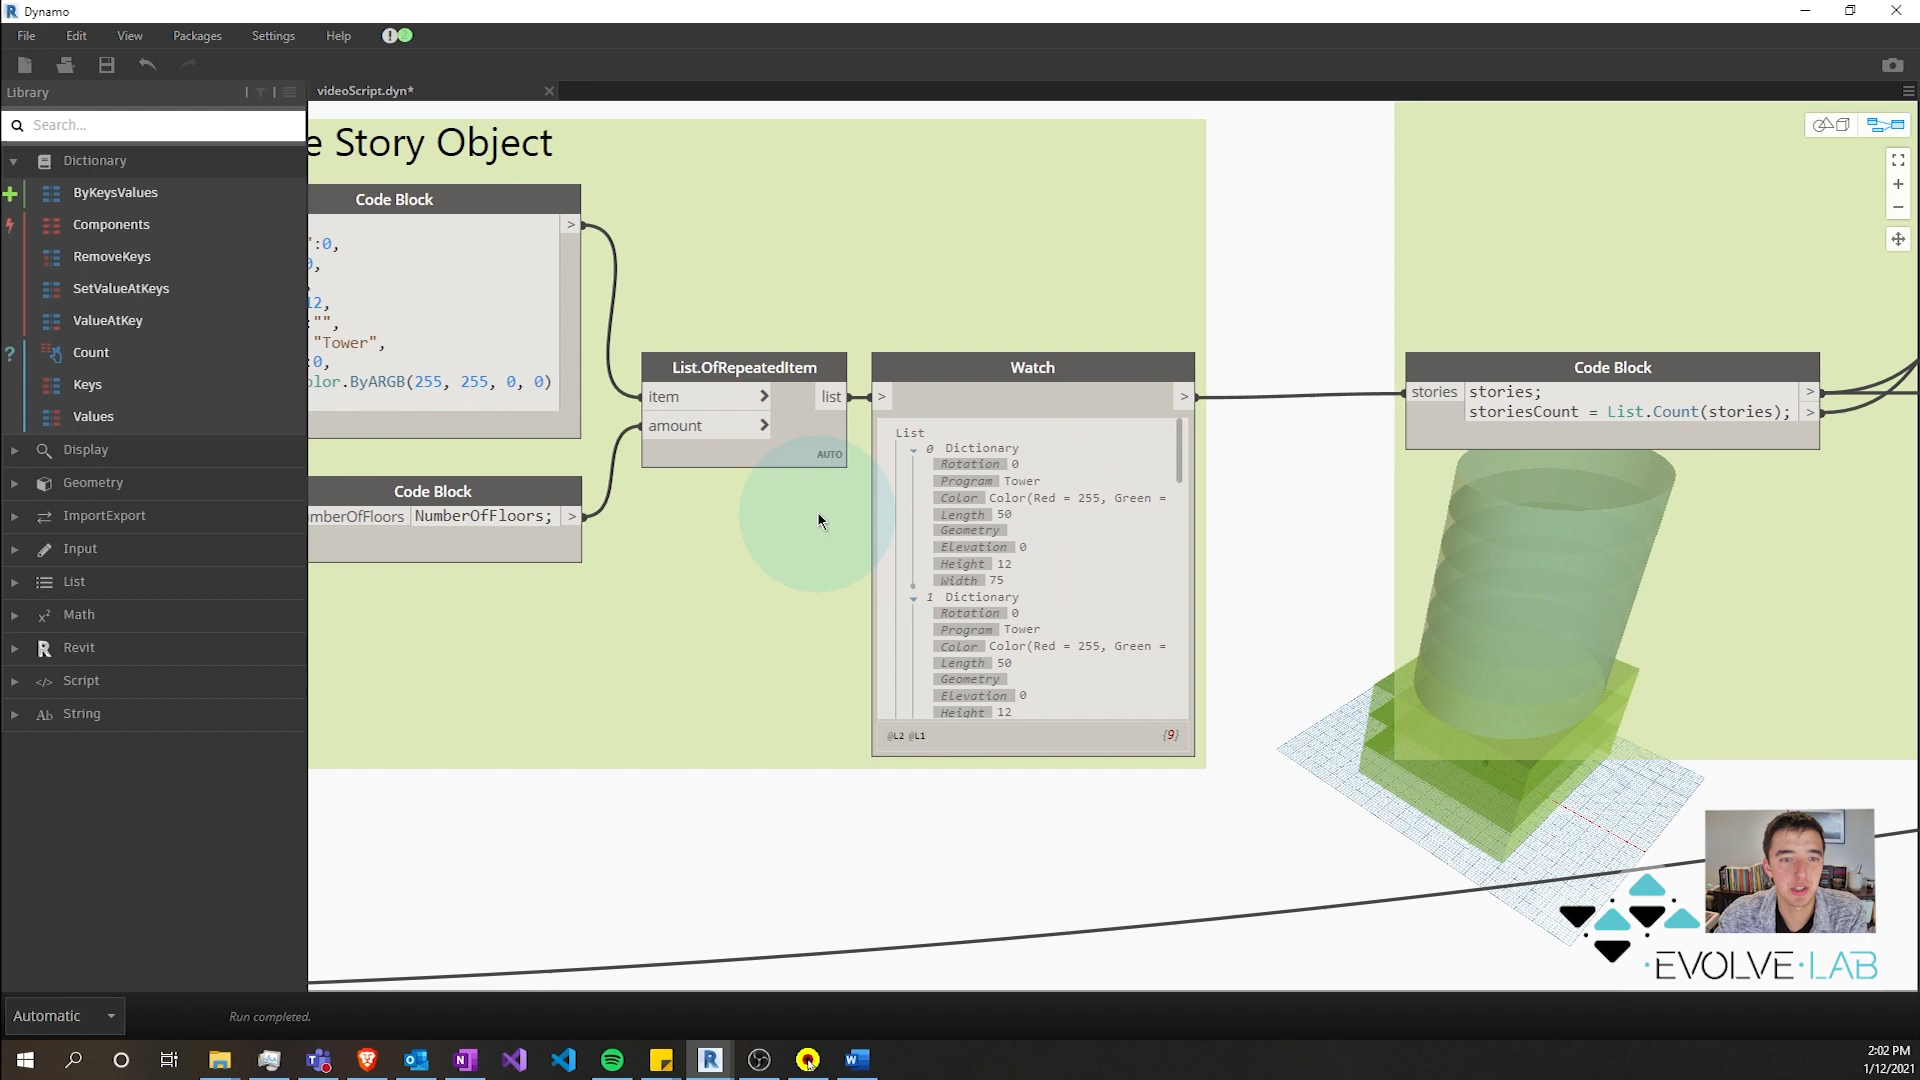 Dynamo
File Edit View Packages Settings Help
Library
videoScript.dyn*
Search...
Dictionary
ByKeysValues
Components
RemoveKeys
SetValueAtKeys
ValueAtKey
Count
Keys
Values
Display
Geometry
ImportExport
Input
List
Math
Revit
Script
String
e Story Object
Code Block
":0,
0,
12,
:"",
"Tower",
:0,
olor.ByARGB(255, 255, 0, 0)
>
Code Block
umberOfFloors NumberOfFloors; >
List.OfRepeatedItem
item > list
amount >
AUTO
Watch
> >
List
0 Dictionary
Rotation 0
Program Tower
Color Color(Red = 255, Green =
Length 50
Geometry
Elevation 0
Height 12
Width 75
1 Dictionary
Rotation 0
Program Tower
Color Color(Red = 255, Green =
Length 50
Geometry
Elevation 0
Height 12
@L2 @L1 {9}
Code Block
stories stories; >
storiesCount = List.Count(stories); >
EVOLVE·LAB
Automatic
Run completed.
2:02 PM
1/12/2021